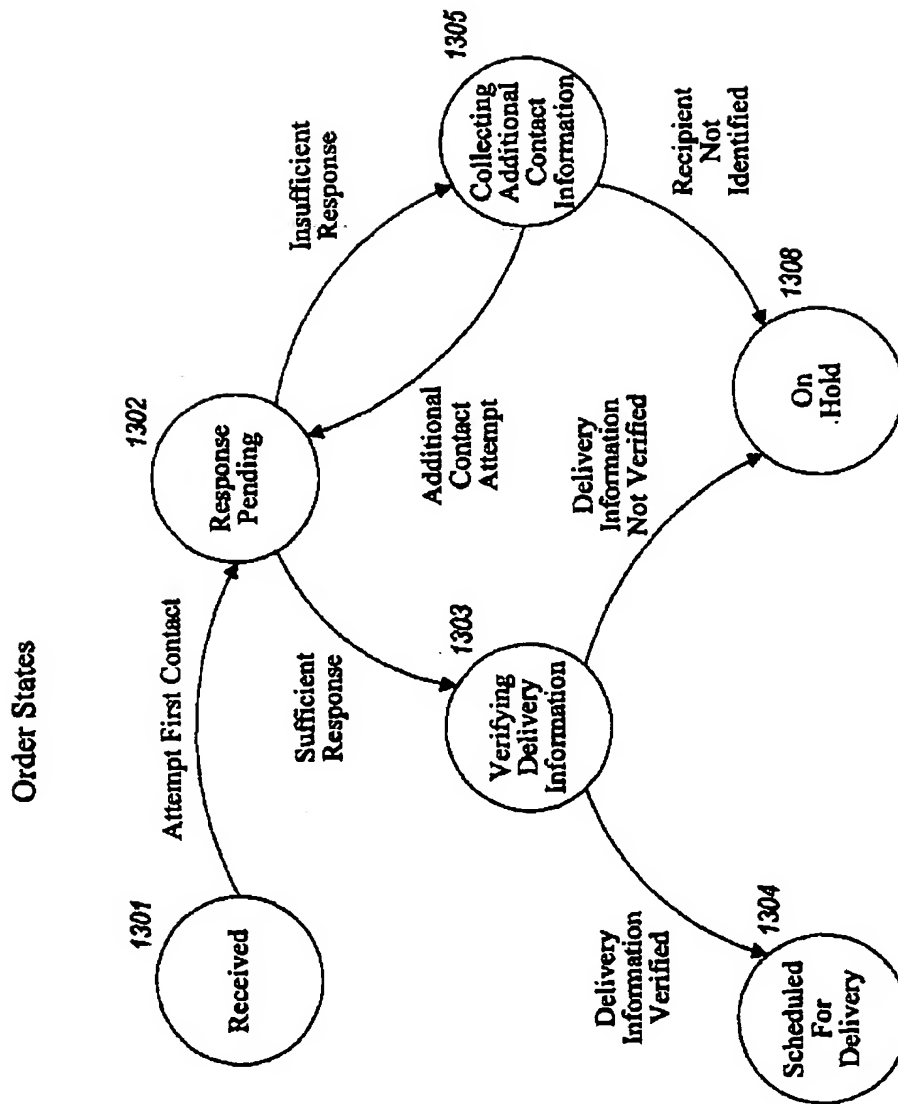 Order States
1301
Received
Attempt First Contact
1302
Response
Pending
Insufficient
Response
1305
Collecting
Additional
Contact
Information
Sufficient
Response
Additional
Contact
Attempt
1303
Verifying
Delivery
Information
Delivery
Information
Not Verified
Recipient
Not
Identified
1308
On
Hold
Delivery
Information
Verified
1304
Scheduled
For
Delivery